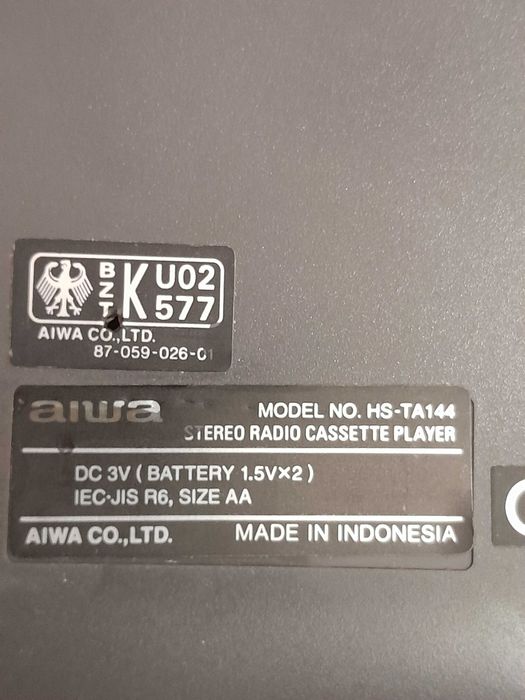 BZT K U02
577
AIWA CO.,LTD.
87-059-026-01
aiwa MODEL NO. HS-TA144
STEREO RADIO CASSETTE PLAYER
DC 3V ( BATTERY 1.5V×2 )
IEC·JIS R6, SIZE AA
AIWA CO.,LTD. MADE IN INDONESIA